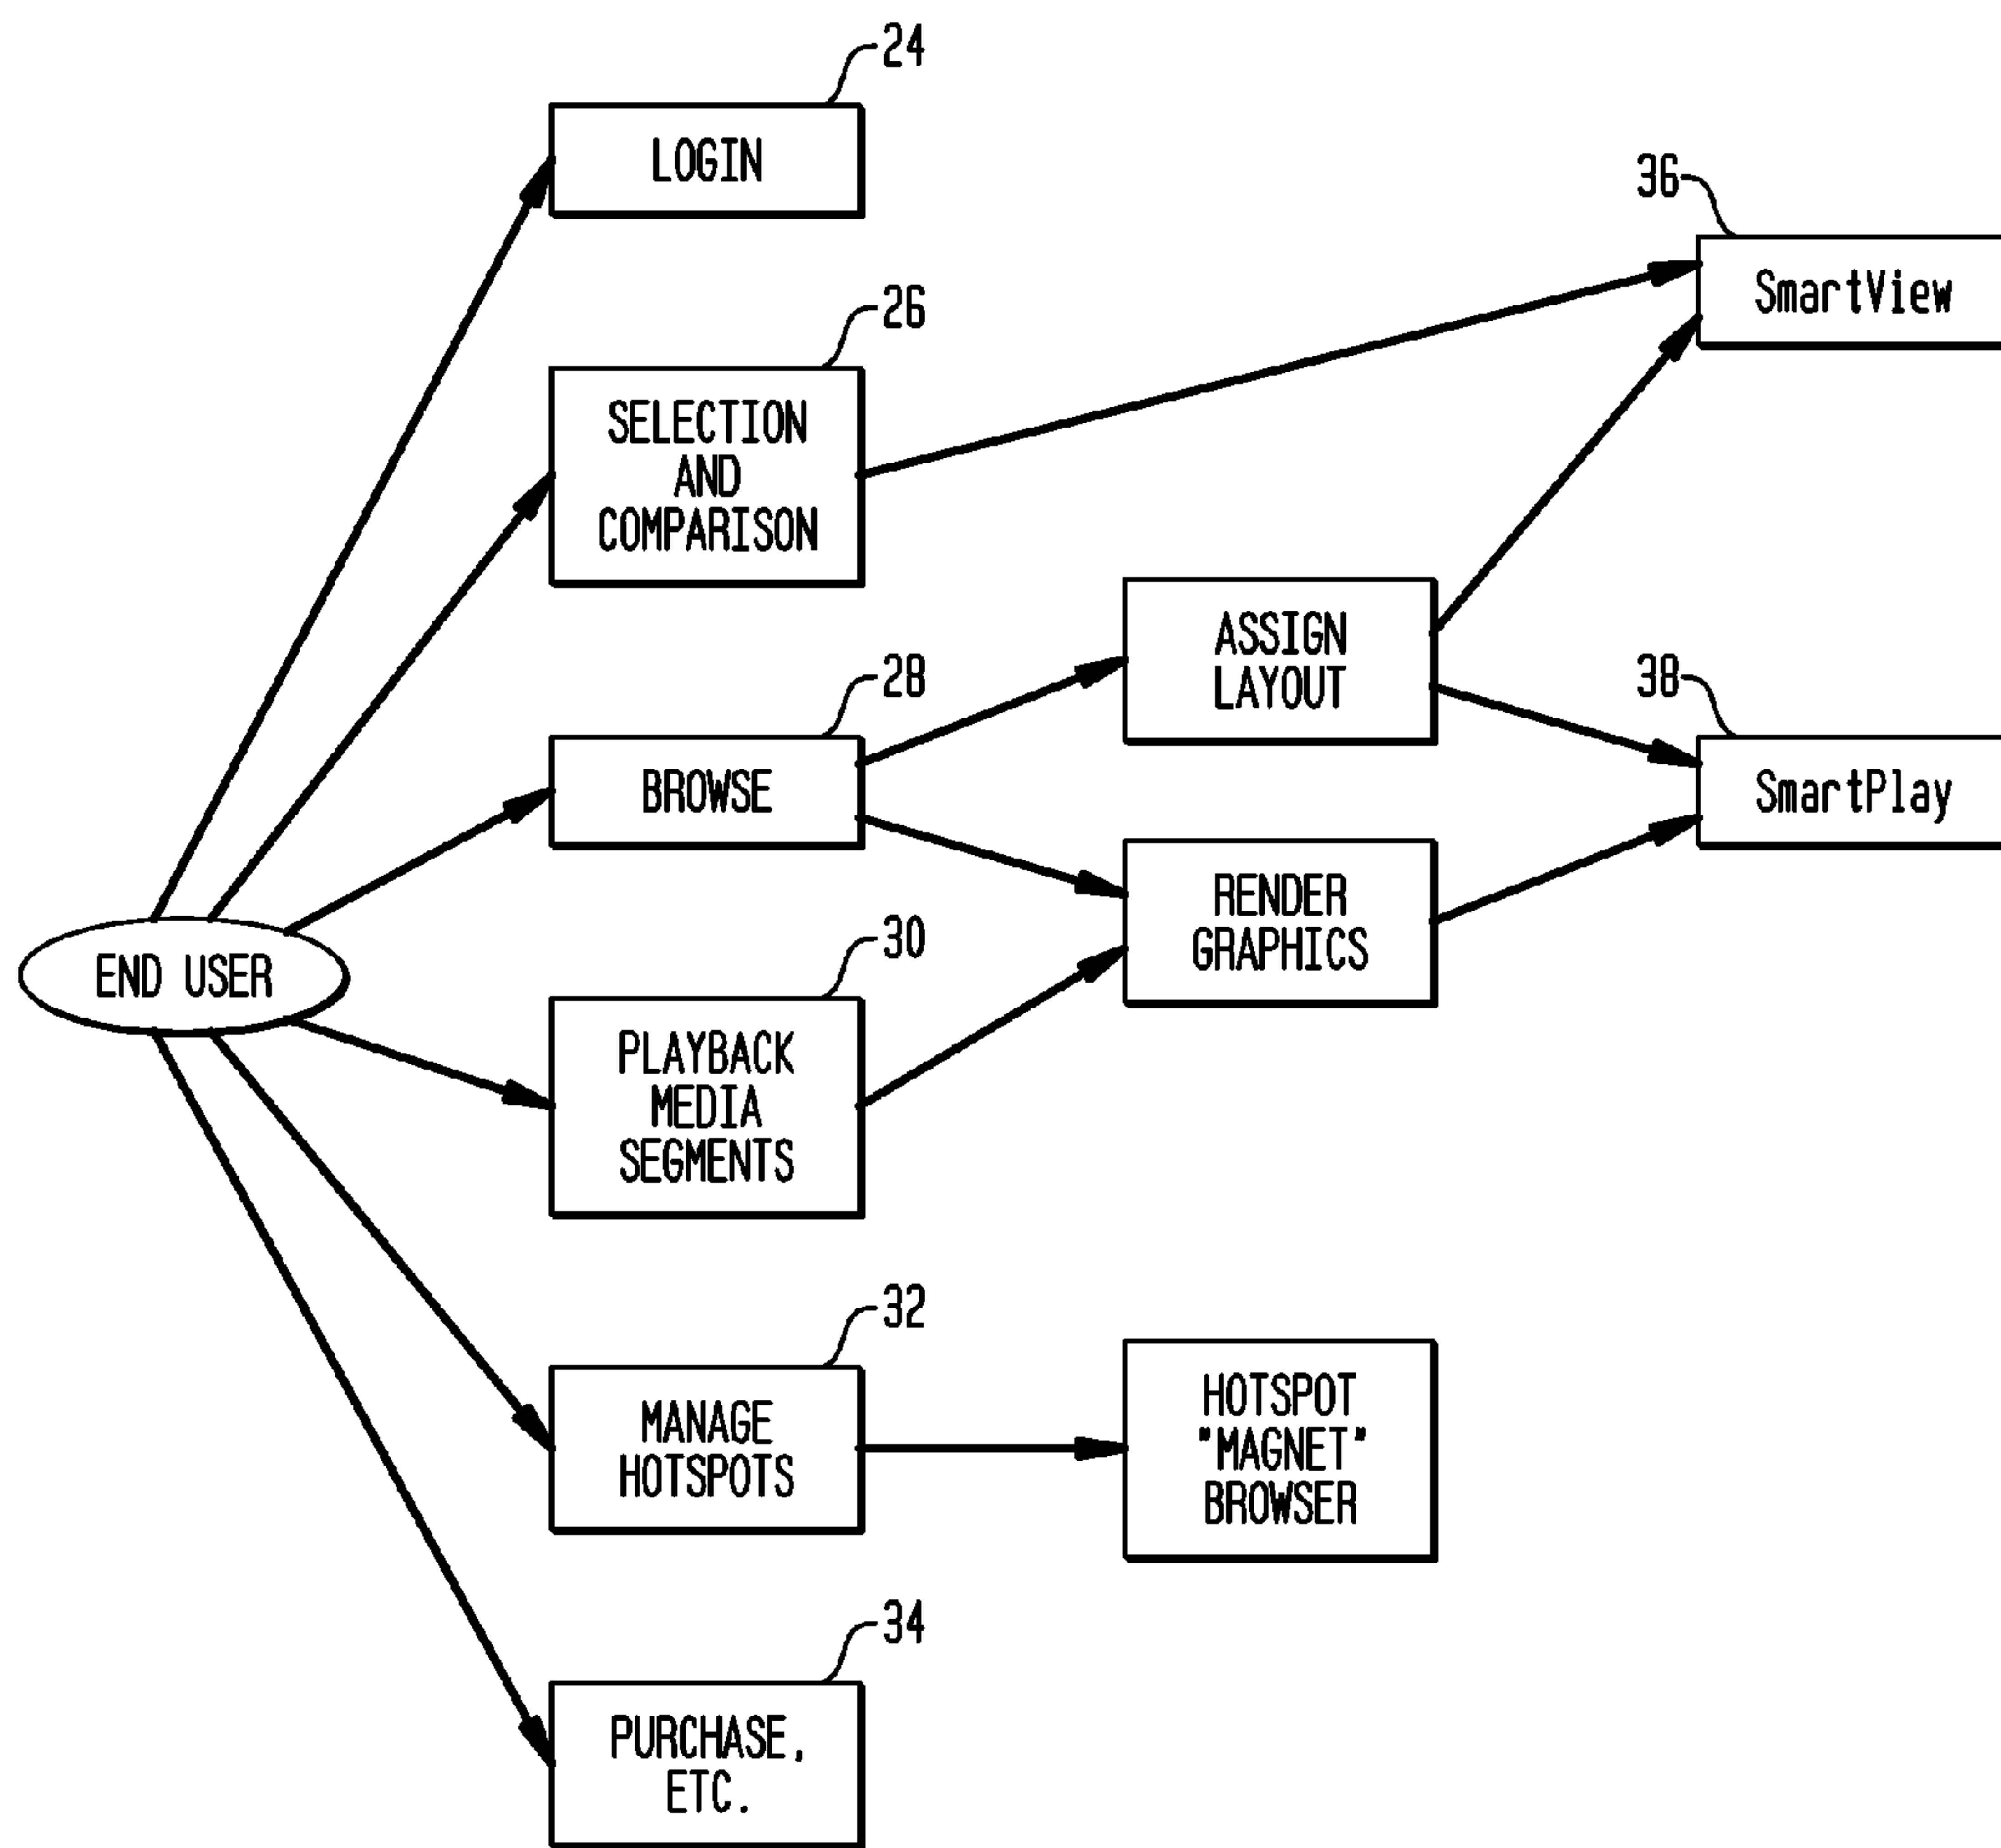 24
LOGIN
36
SmartView
26
SELECTION
AND
COMPARISON
ASSIGN
LAYOUT
28
BROWSE
38
SmartPlay
RENDER
GRAPHICS
END USER
30
PLAYBACK
MEDIA
SEGMENTS
32
MANAGE
HOTSPOTS
HOTSPOT
"MAGNET"
BROWSER
34
PURCHASE,
ETC.